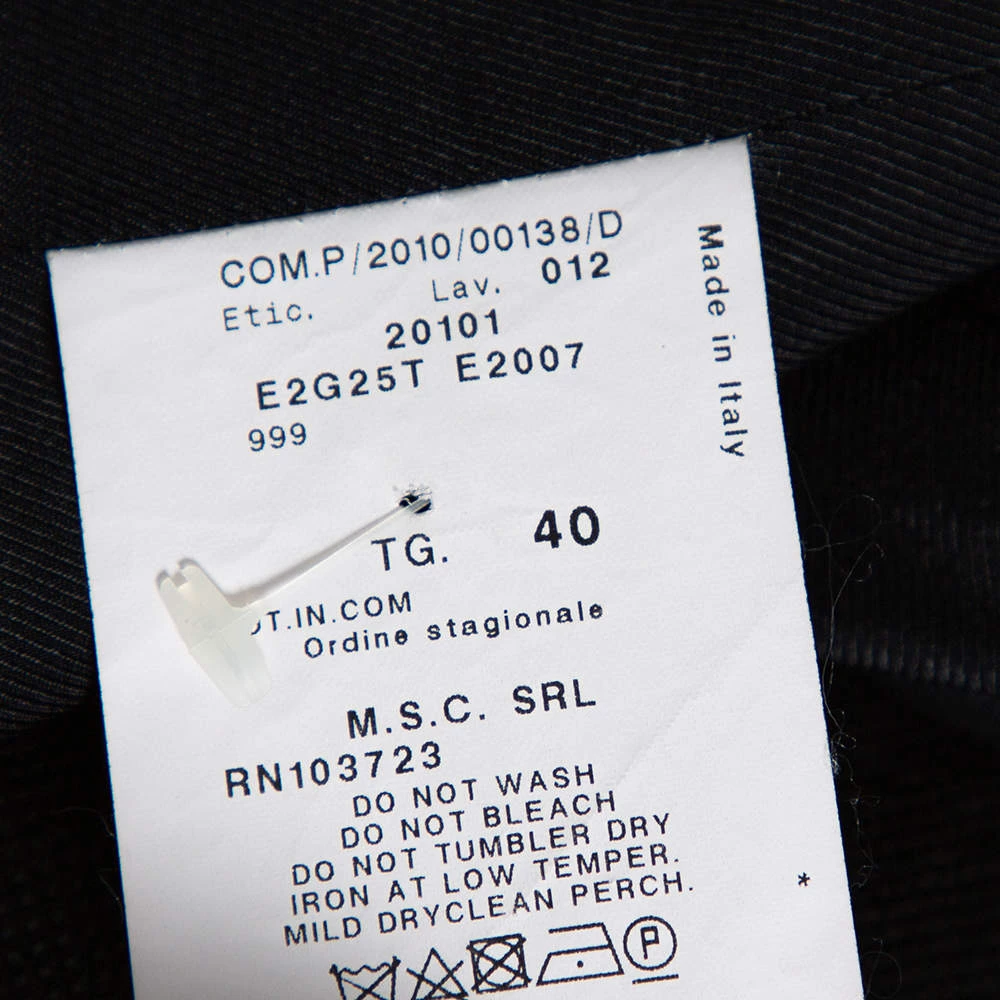 COM.P/2010/00138/D
Etic. Lav. 012
20101
E2G25T E2007
999
TG. 40
T.IN.COM
Ordine stagionale
M.S.C. SRL
RN103723
DO NOT WASH
DO NOT BLEACH
DO NOT TUMBLER DRY
IRON AT LOW TEMPER.
MILD DRYCLEAN PERCH.
*
P
Made in Italy